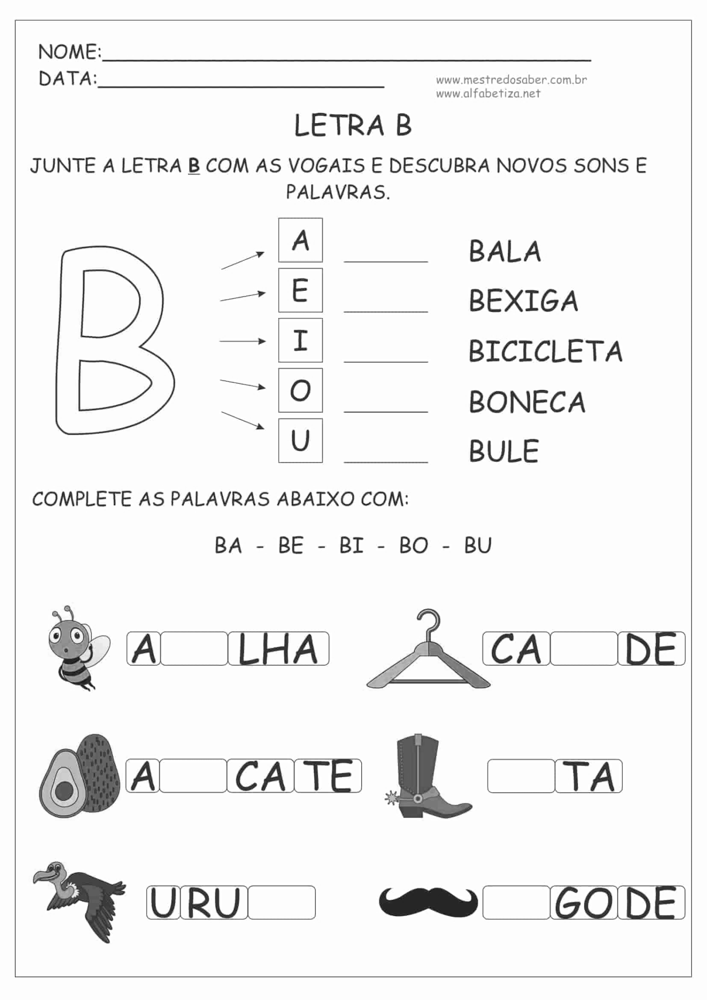 NOME:
DATA:
www.mestredosaber.com.br
www.alfabetiza.net
LETRA B
JUNTE A LETRA B COM AS VOGAIS E DESCUBRA NOVOS SONS E
PALAVRAS.
B
A BALA
E BEXIGA
I BICICLETA
O BONECA
U BULE
COMPLETE AS PALAVRAS ABAIXO COM:
BA - BE - BI - BO - BU
A LHA
CA DE
A CA TE
TA
U RU
GO DE